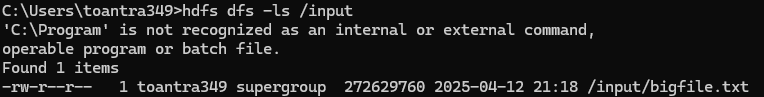 C:\Users\toantra349>hdfs dfs -ls /input
'C:\Program' is not recognized as an internal or external command,
operable program or batch file.
Found 1 items
-rw-r--r--   1 toantra349 supergroup  272629760 2025-04-12 21:18 /input/bigfile.txt